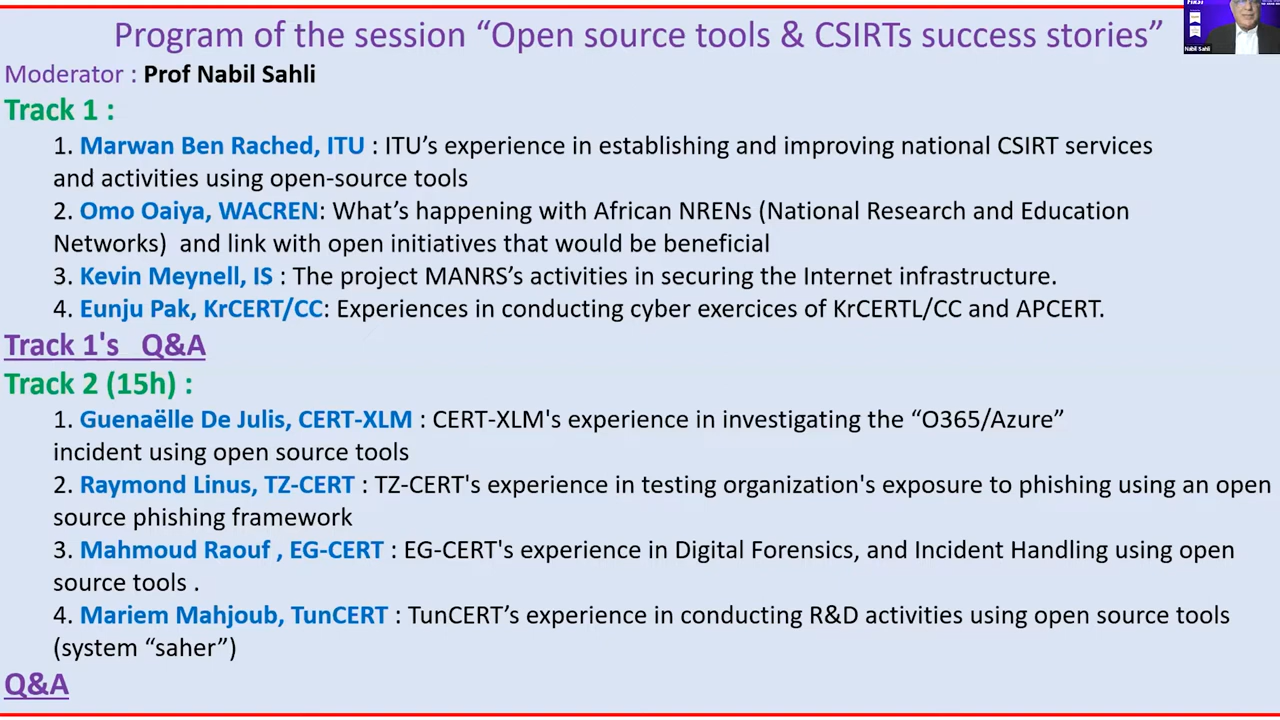 Program of the session “Open source tools & CSIRTs success stories”
Nabil Sahli
Moderator : Prof Nabil Sahli
Track 1 :
1. Marwan Ben Rached, ITU : ITU’s experience in establishing and improving national CSIRT services
and activities using open-source tools
2. Omo Oaiya, WACREN: What’s happening with African NRENs (National Research and Education
Networks)  and link with open initiatives that would be beneficial
3. Kevin Meynell, IS : The project MANRS’s activities in securing the Internet infrastructure.
4. Eunju Pak, KrCERT/CC: Experiences in conducting cyber exercices of KrCERTL/CC and APCERT.
Track 1's   Q&A
Track 2 (15h) :
1. Guenaëlle De Julis, CERT-XLM : CERT-XLM's experience in investigating the “O365/Azure”
incident using open source tools
2. Raymond Linus, TZ-CERT : TZ-CERT's experience in testing organization's exposure to phishing using an open
source phishing framework
3. Mahmoud Raouf , EG-CERT : EG-CERT's experience in Digital Forensics, and Incident Handling using open
source tools .
4. Mariem Mahjoub, TunCERT : TunCERT’s experience in conducting R&D activities using open source tools
(system “saher”)
Q&A